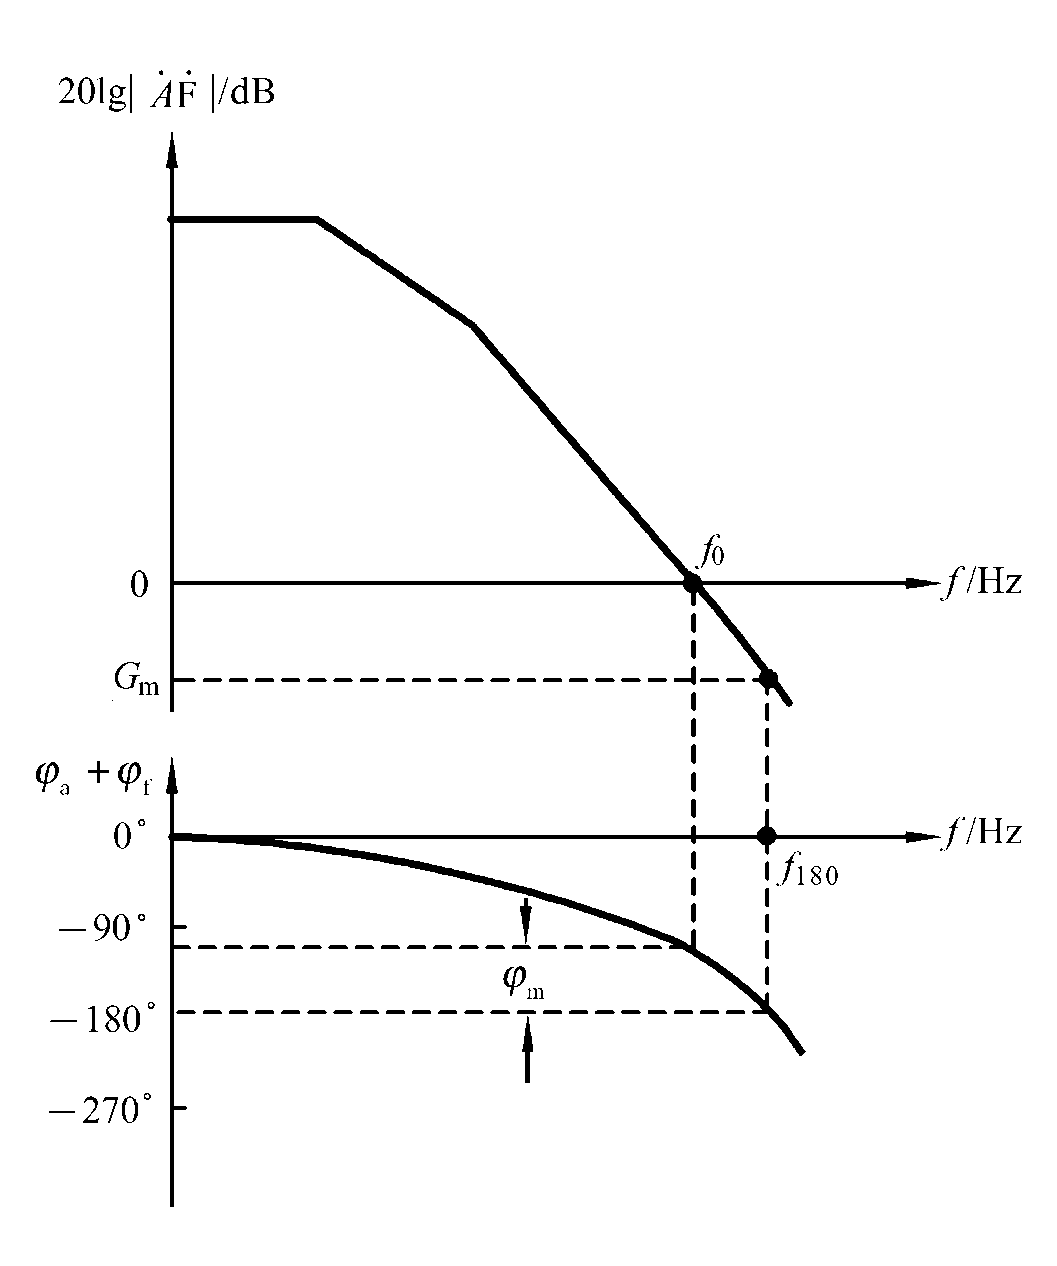 20lg| ȦḞ |/dB
f₀
0
f/Hz
Gₘ
φₐ + φf
0°
f/Hz
f₁₈₀
−90°
φₘ
−180°
−270°